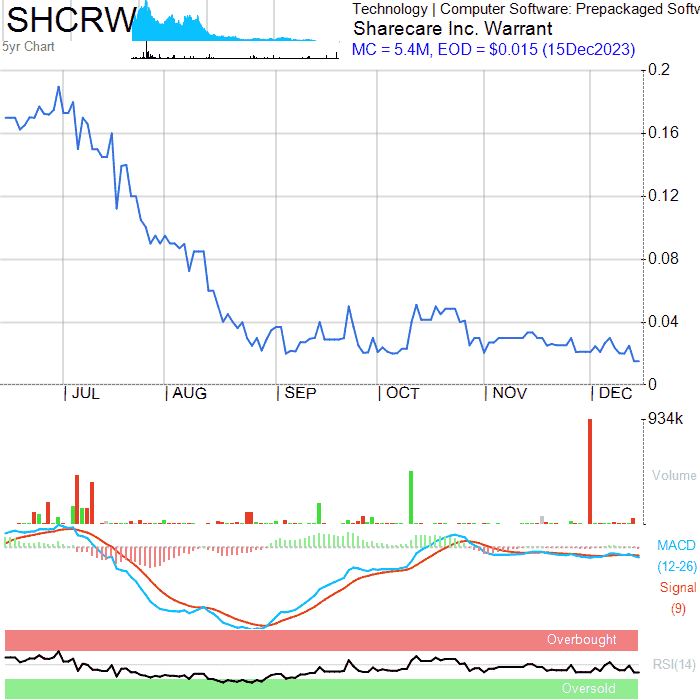 SHCRW
5yr Chart
Technology | Computer Software: Prepackaged Softw
Sharecare Inc. Warrant
MC = 5.4M, EOD = $0.015 (15Dec2023)
0.2
0.16
0.12
0.08
0.04
0
JUL AUG SEP OCT NOV DEC
934k
Volume
MACD
(12-26)
Signal
(9)
Overbought
RSI(14)
Oversold